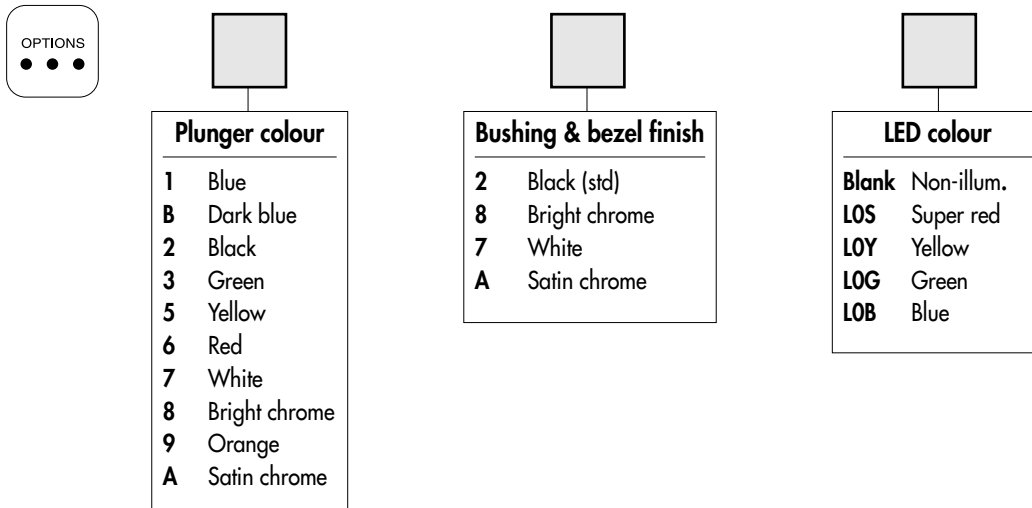 OPTIONS
Plunger colour
1 Blue
B Dark blue
2 Black
3 Green
5 Yellow
6 Red
7 White
8 Bright chrome
9 Orange
A Satin chrome
Bushing & bezel finish
2 Black (std)
8 Bright chrome
7 White
A Satin chrome
LED colour
Blank Non-illum.
L0S Super red
L0Y Yellow
L0G Green
L0B Blue